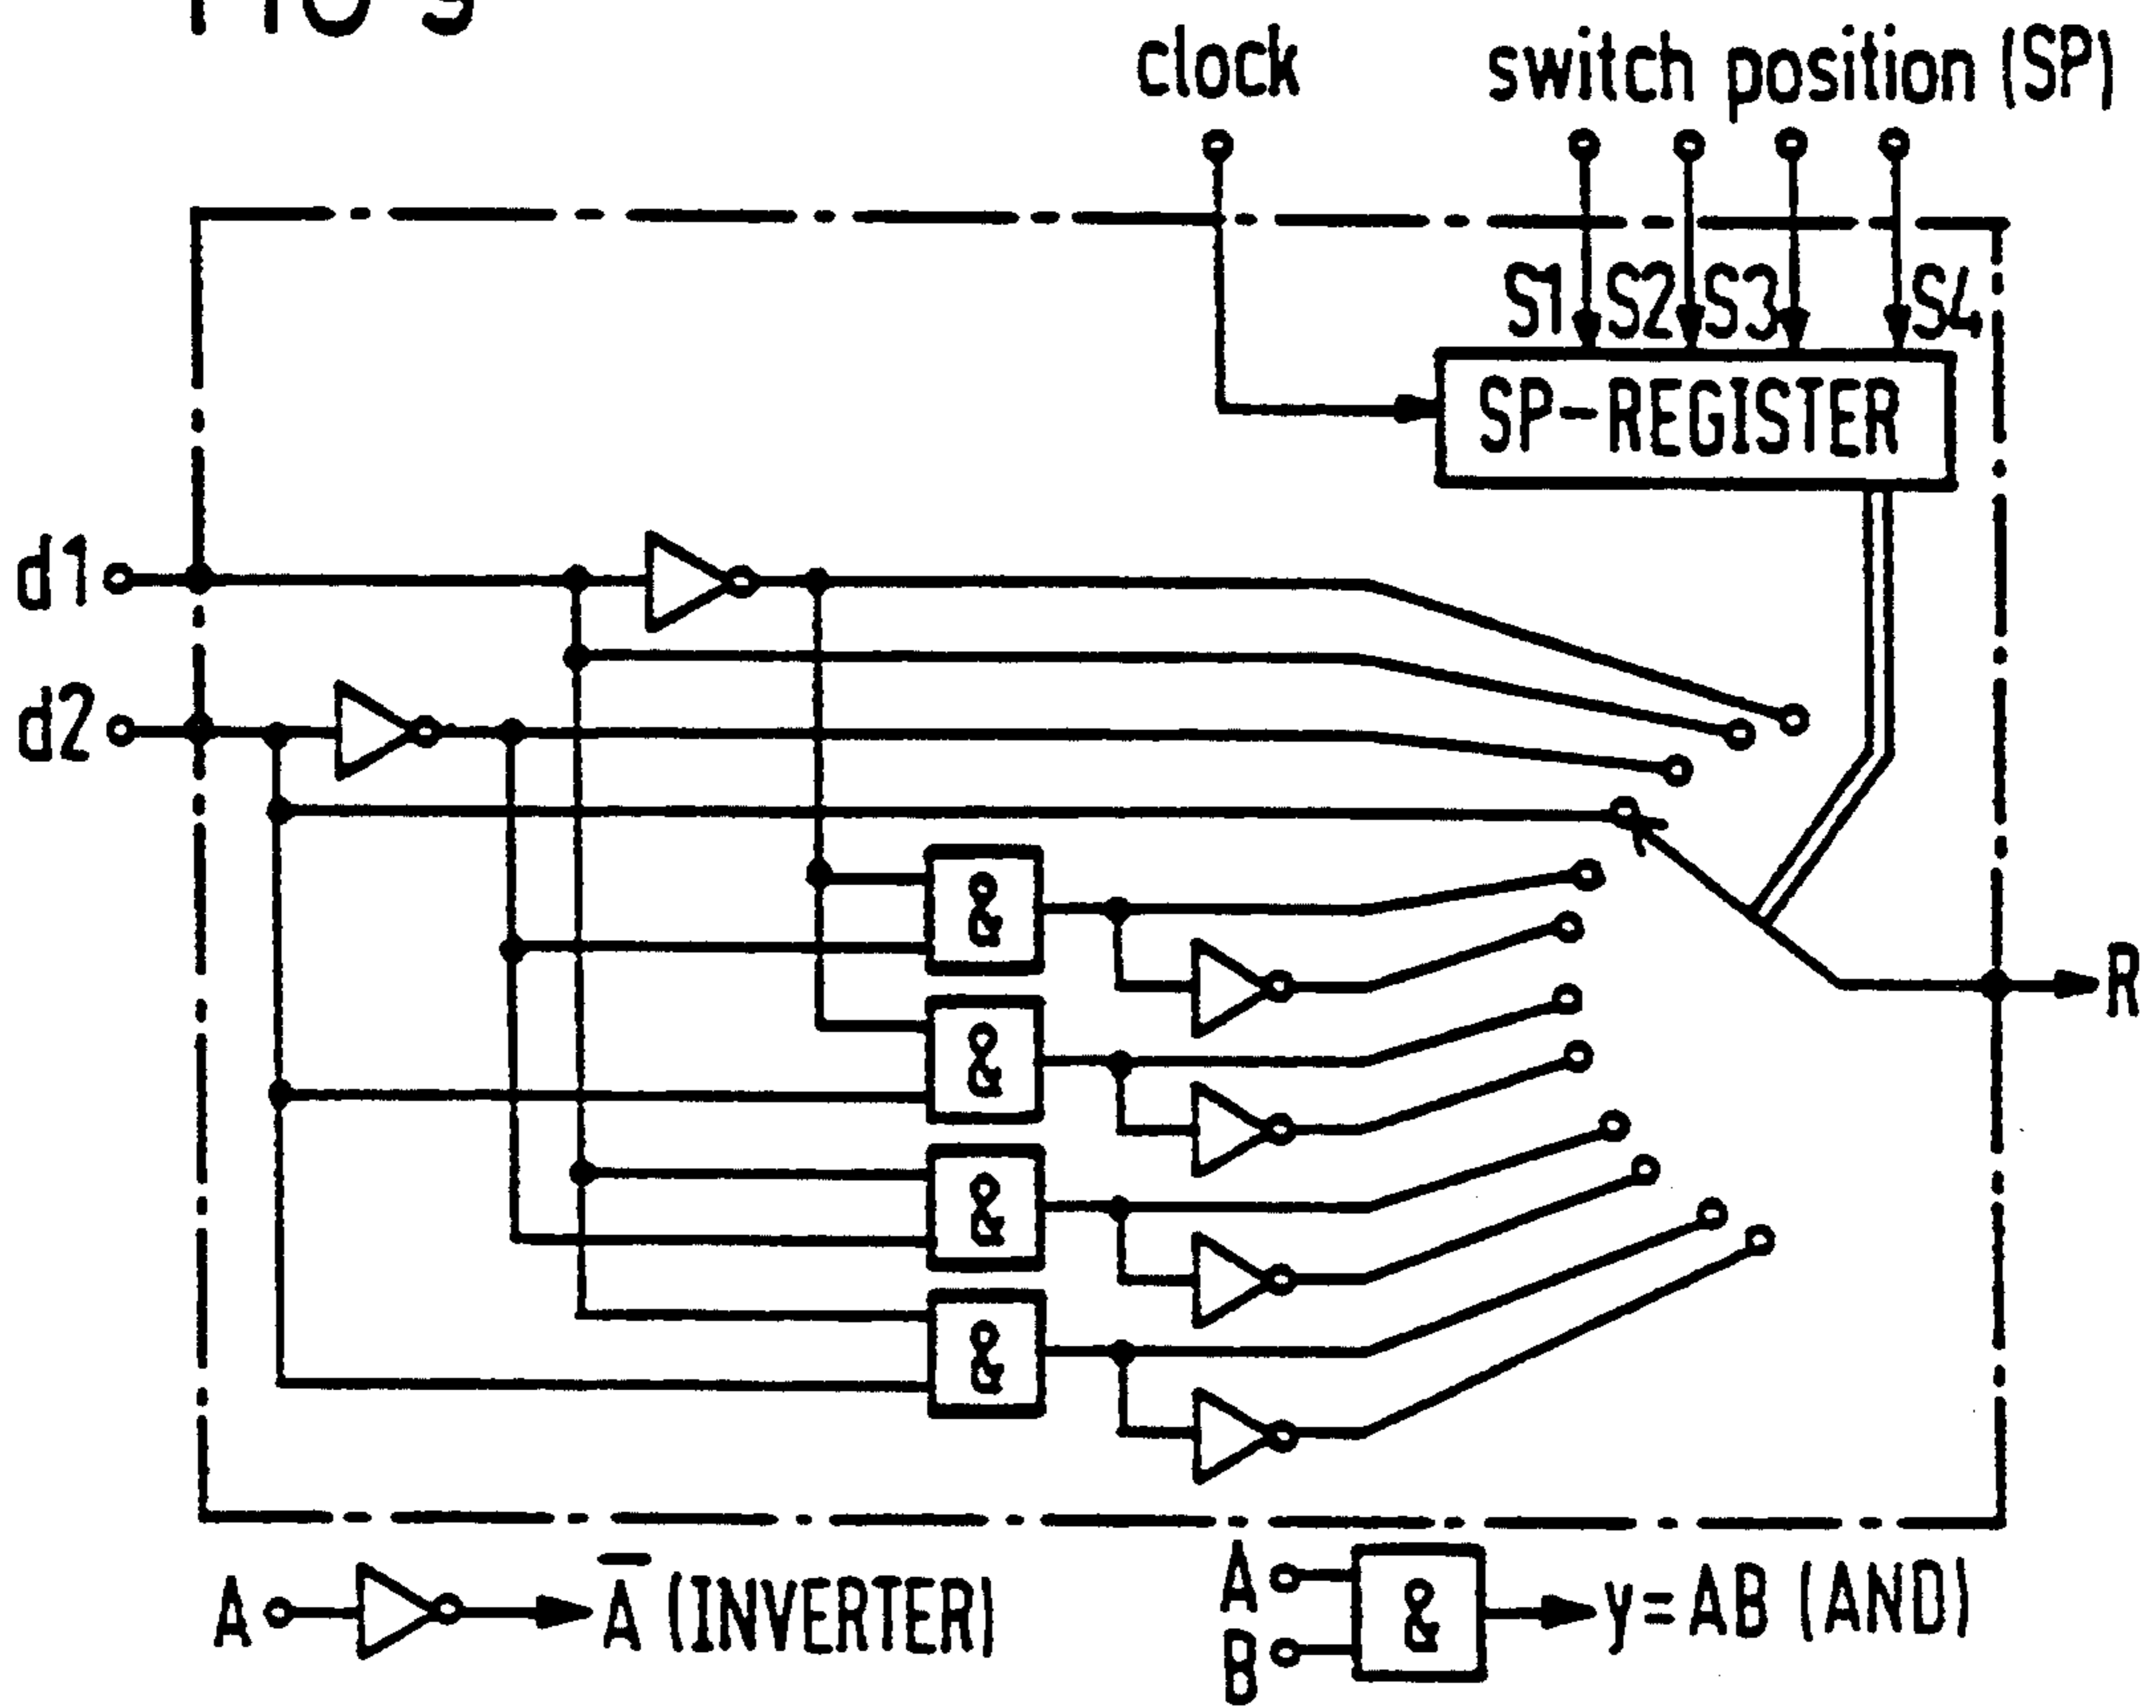 clock
switch position (SP)
S1 S2 S3 S4
SP-REGISTER
d1
d2
&
&
R
&
&
A
A̅ (INVERTER)
A
B
&
y=AB (AND)